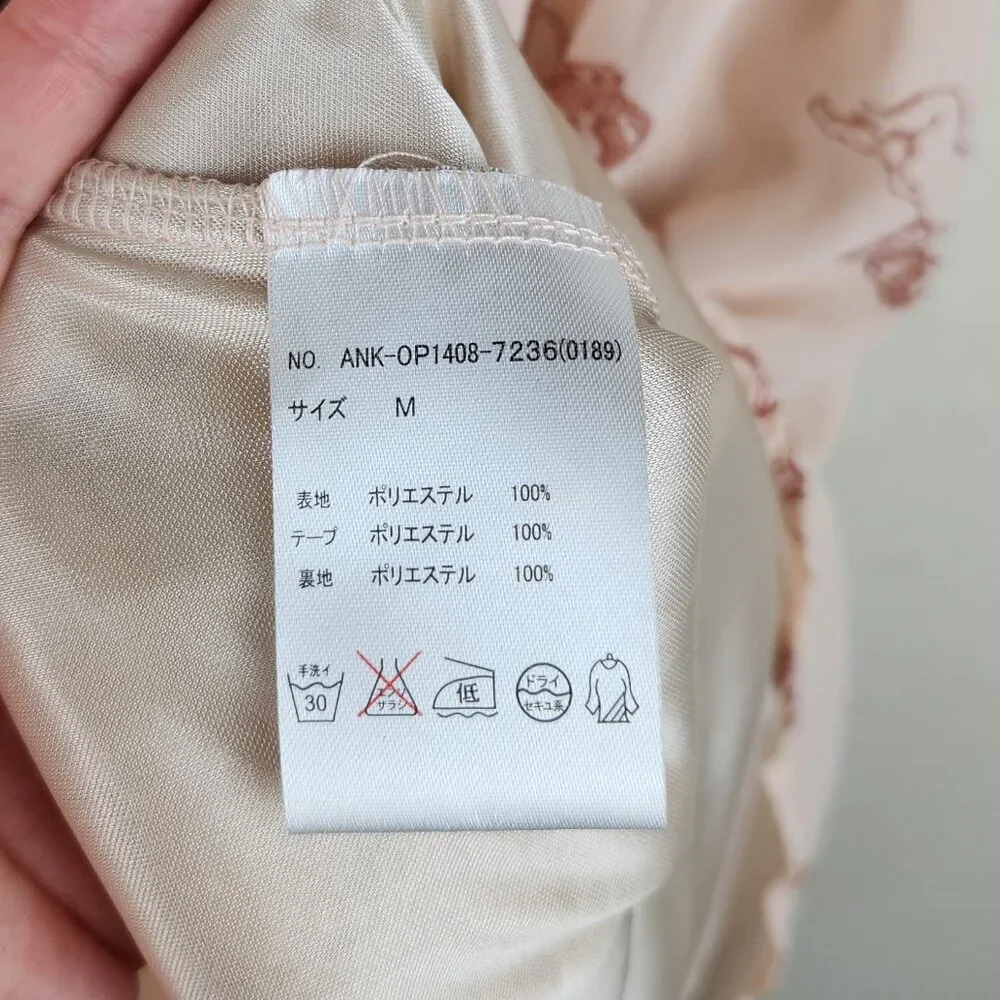 NO. ANK-OP1408-7236(0189)
サイズ M
表地 ポリエステル 100%
テープ ポリエステル 100%
裏地 ポリエステル 100%
手洗イ
30
エンソ
サラシ
低
ドライ
セキユ系